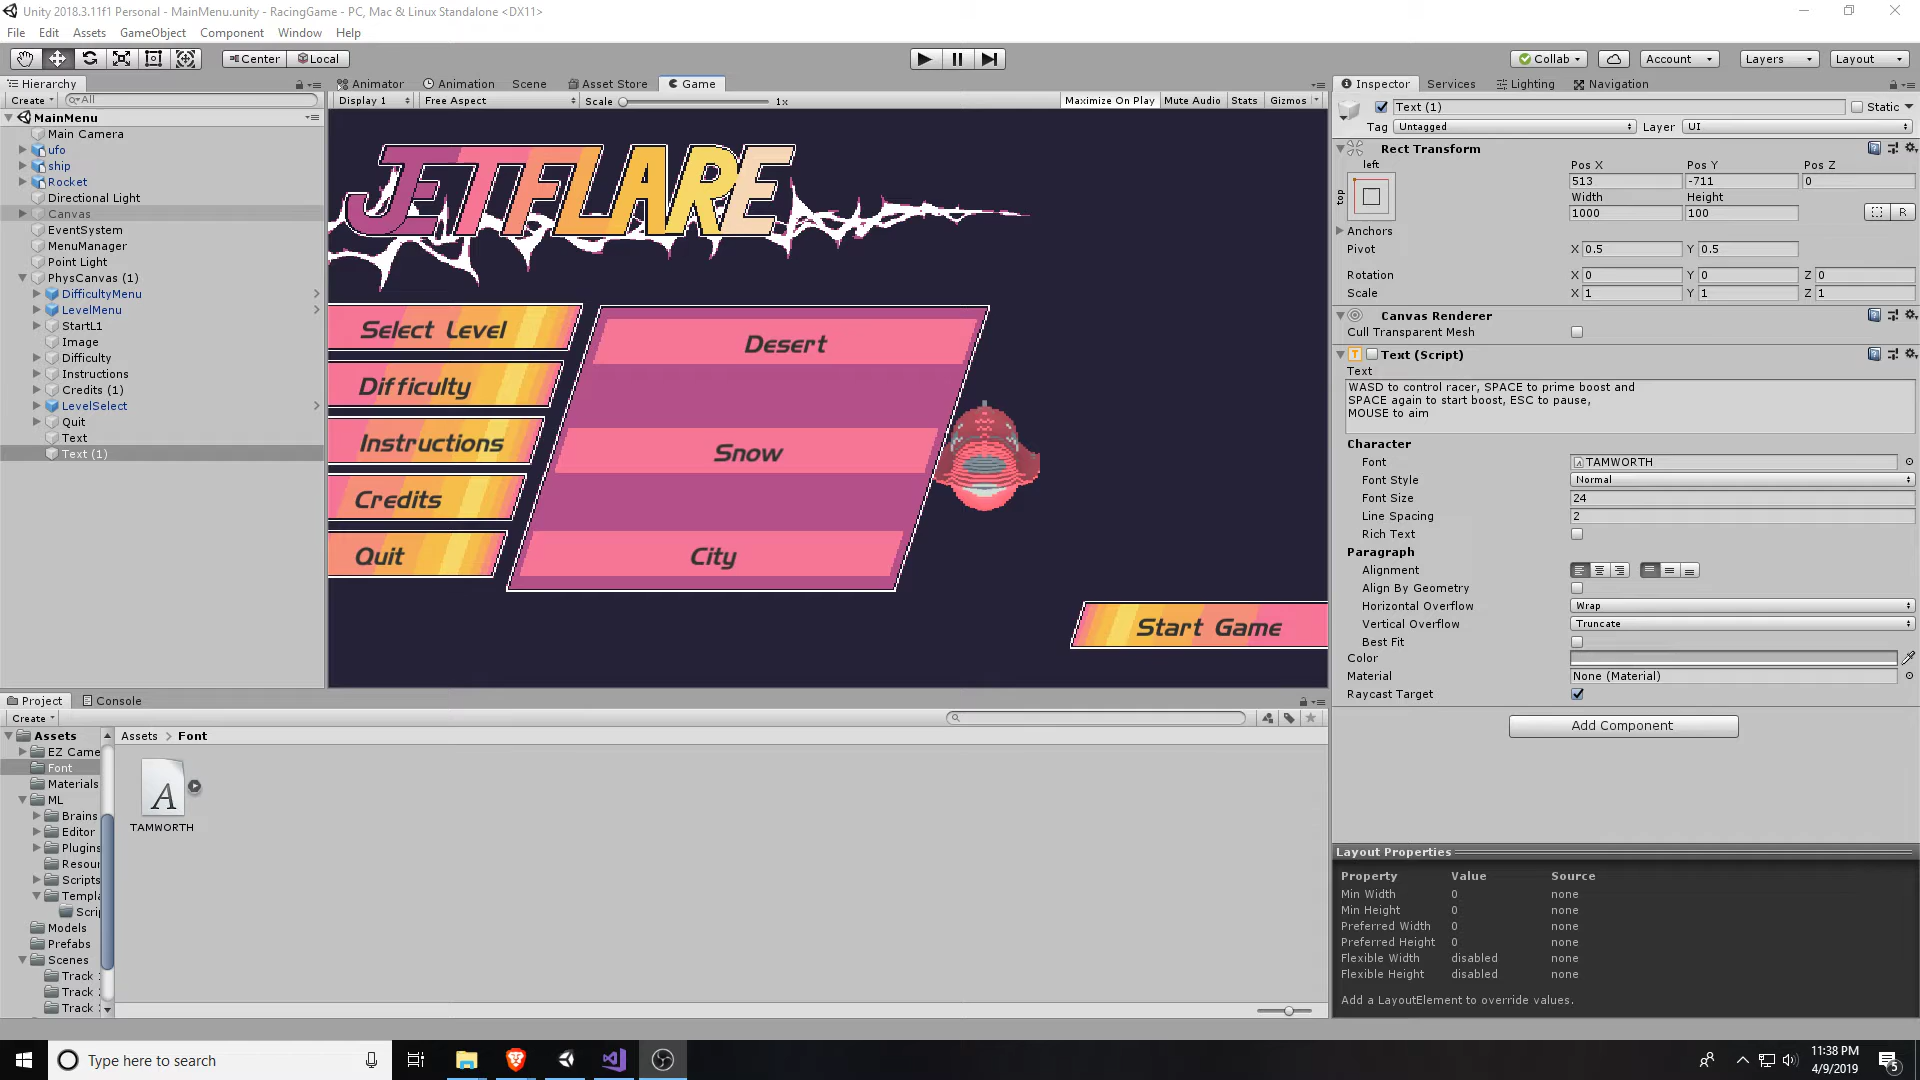 Unity 2018.3.11f1 Personal - MainMenu.unity - RacingGame - PC, Mac & Linux Standalone <DX11>
File Edit Assets GameObject Component Window Help
Center Local
Collab Account Layers Layout
Hierarchy
Create All
MainMenu
Main Camera
ufo
ship
Rocket
Directional Light
Canvas
EventSystem
MenuManager
Point Light
PhysCanvas (1)
DifficultyMenu
LevelMenu
StartL1
Image
Difficulty
Instructions
Credits (1)
LevelSelect
Quit
Text
Text (1)
Animator Animation Scene Asset Store Game
Display 1 Free Aspect Scale 1x Maximize On Play Mute Audio Stats Gizmos
JETFLARE
Select Level
Difficulty
Instructions
Credits
Quit
Desert
Snow
City
Start Game
Project Console
Create
Assets
EZ Came
Font
Materials
ML
Brains
Editor
Plugins
Resour
Scripts
Templa
Scrip
Models
Prefabs
Scenes
Track
Track
Track
Assets > Font
A
TAMWORTH
Inspector Services Lighting Navigation
Text (1) Static
Tag Untagged Layer UI
Rect Transform
left
top
Pos X Pos Y Pos Z
513 -711 0
Width Height
1000 100
R
Anchors
Pivot X 0.5 Y 0.5
Rotation X 0 Y 0 Z 0
Scale X 1 Y 1 Z 1
Canvas Renderer
Cull Transparent Mesh
T Text (Script)
Text
WASD to control racer, SPACE to prime boost and
SPACE again to start boost, ESC to pause,
MOUSE to aim
Character
Font TAMWORTH
Font Style Normal
Font Size 24
Line Spacing 2
Rich Text
Paragraph
Alignment
Align By Geometry
Horizontal Overflow Wrap
Vertical Overflow Truncate
Best Fit
Color
Material None (Material)
Raycast Target
Add Component
Layout Properties
Property Value Source
Min Width 0 none
Min Height 0 none
Preferred Width 0 none
Preferred Height 0 none
Flexible Width disabled none
Flexible Height disabled none
Add a LayoutElement to override values.
Type here to search
11:38 PM
4/9/2019
5